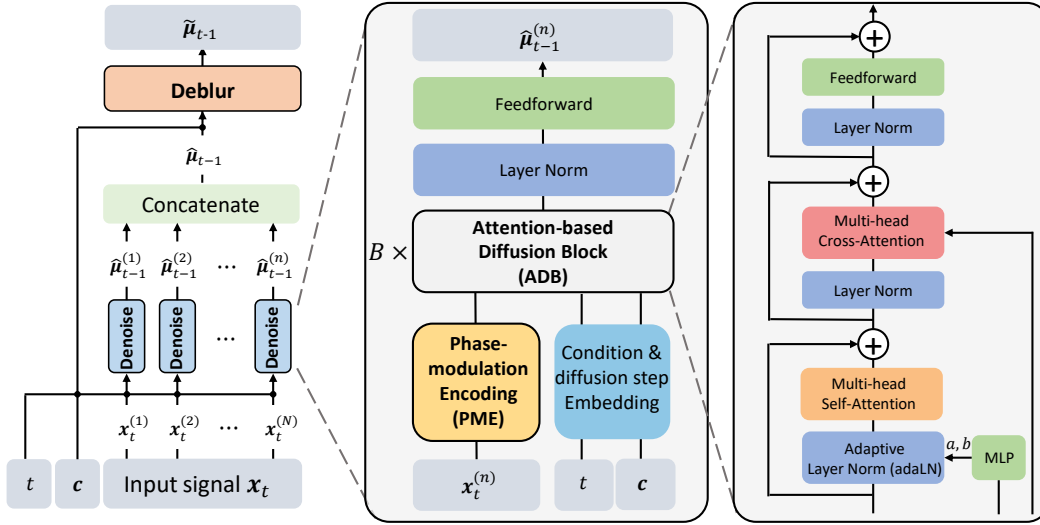 μ̃_{t-1}
Deblur
μ̂_{t−1}
Concatenate
μ̂_{t−1}^{(1)} μ̂_{t−1}^{(2)} ⋯ μ̂_{t−1}^{(n)}
Denoise Denoise ⋯ Denoise
x_t^{(1)} x_t^{(2)} ⋯ x_t^{(N)}
t c Input signal x_t
μ̂_{t−1}^{(n)}
Feedforward
Layer Norm
B ×
Attention-based
Diffusion Block
(ADB)
Phase-
modulation
Encoding
(PME)
Condition &
diffusion step
Embedding
x_t^{(n)} t c
+
Feedforward
Layer Norm
+
Multi-head
Cross-Attention
Layer Norm
+
Multi-head
Self-Attention
Adaptive
Layer Norm (adaLN)
a, b
MLP